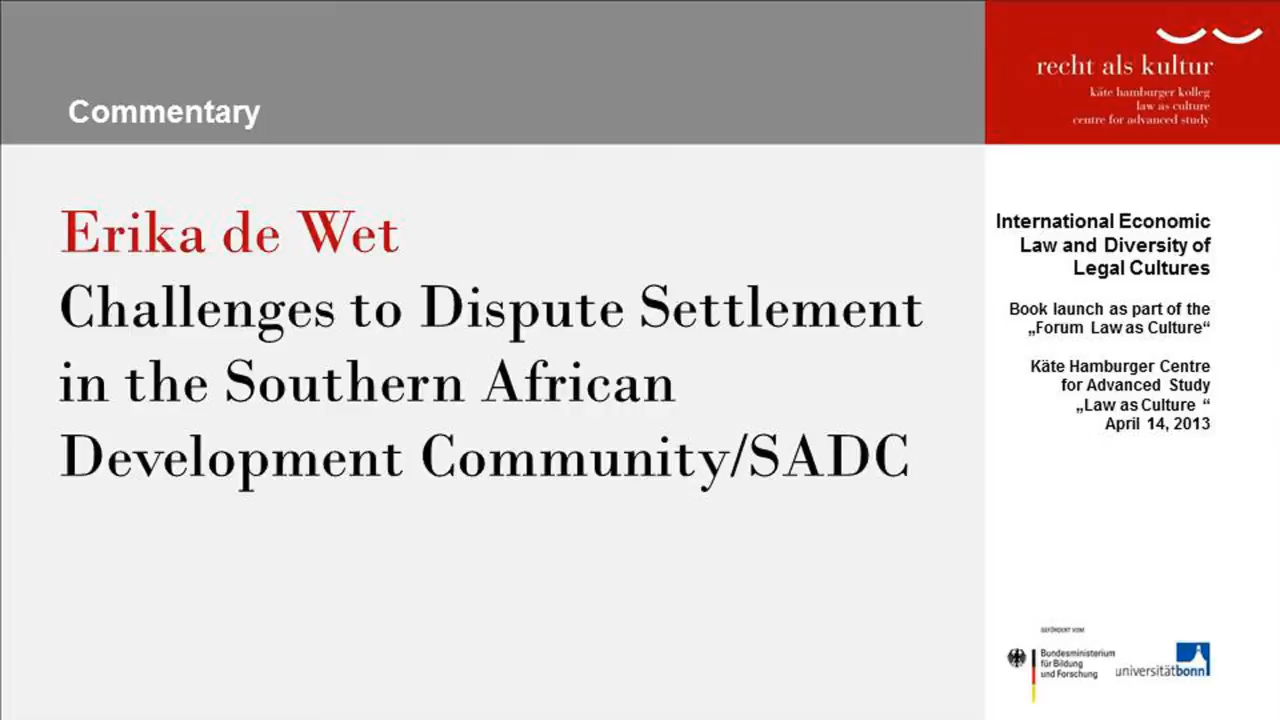 Commentary
recht als kultur
käte hamburger kolleg
law as culture
centre for advanced study
Erika de Wet
Challenges to Dispute Settlement
in the Southern African
Development Community/SADC
International Economic
Law and Diversity of
Legal Cultures
Book launch as part of the
„Forum Law as Culture“
Käte Hamburger Centre
for Advanced Study
„Law as Culture “
April 14, 2013
GEFÖRDERT VOM
Bundesministerium
für Bildung
und Forschung
universitätbonn